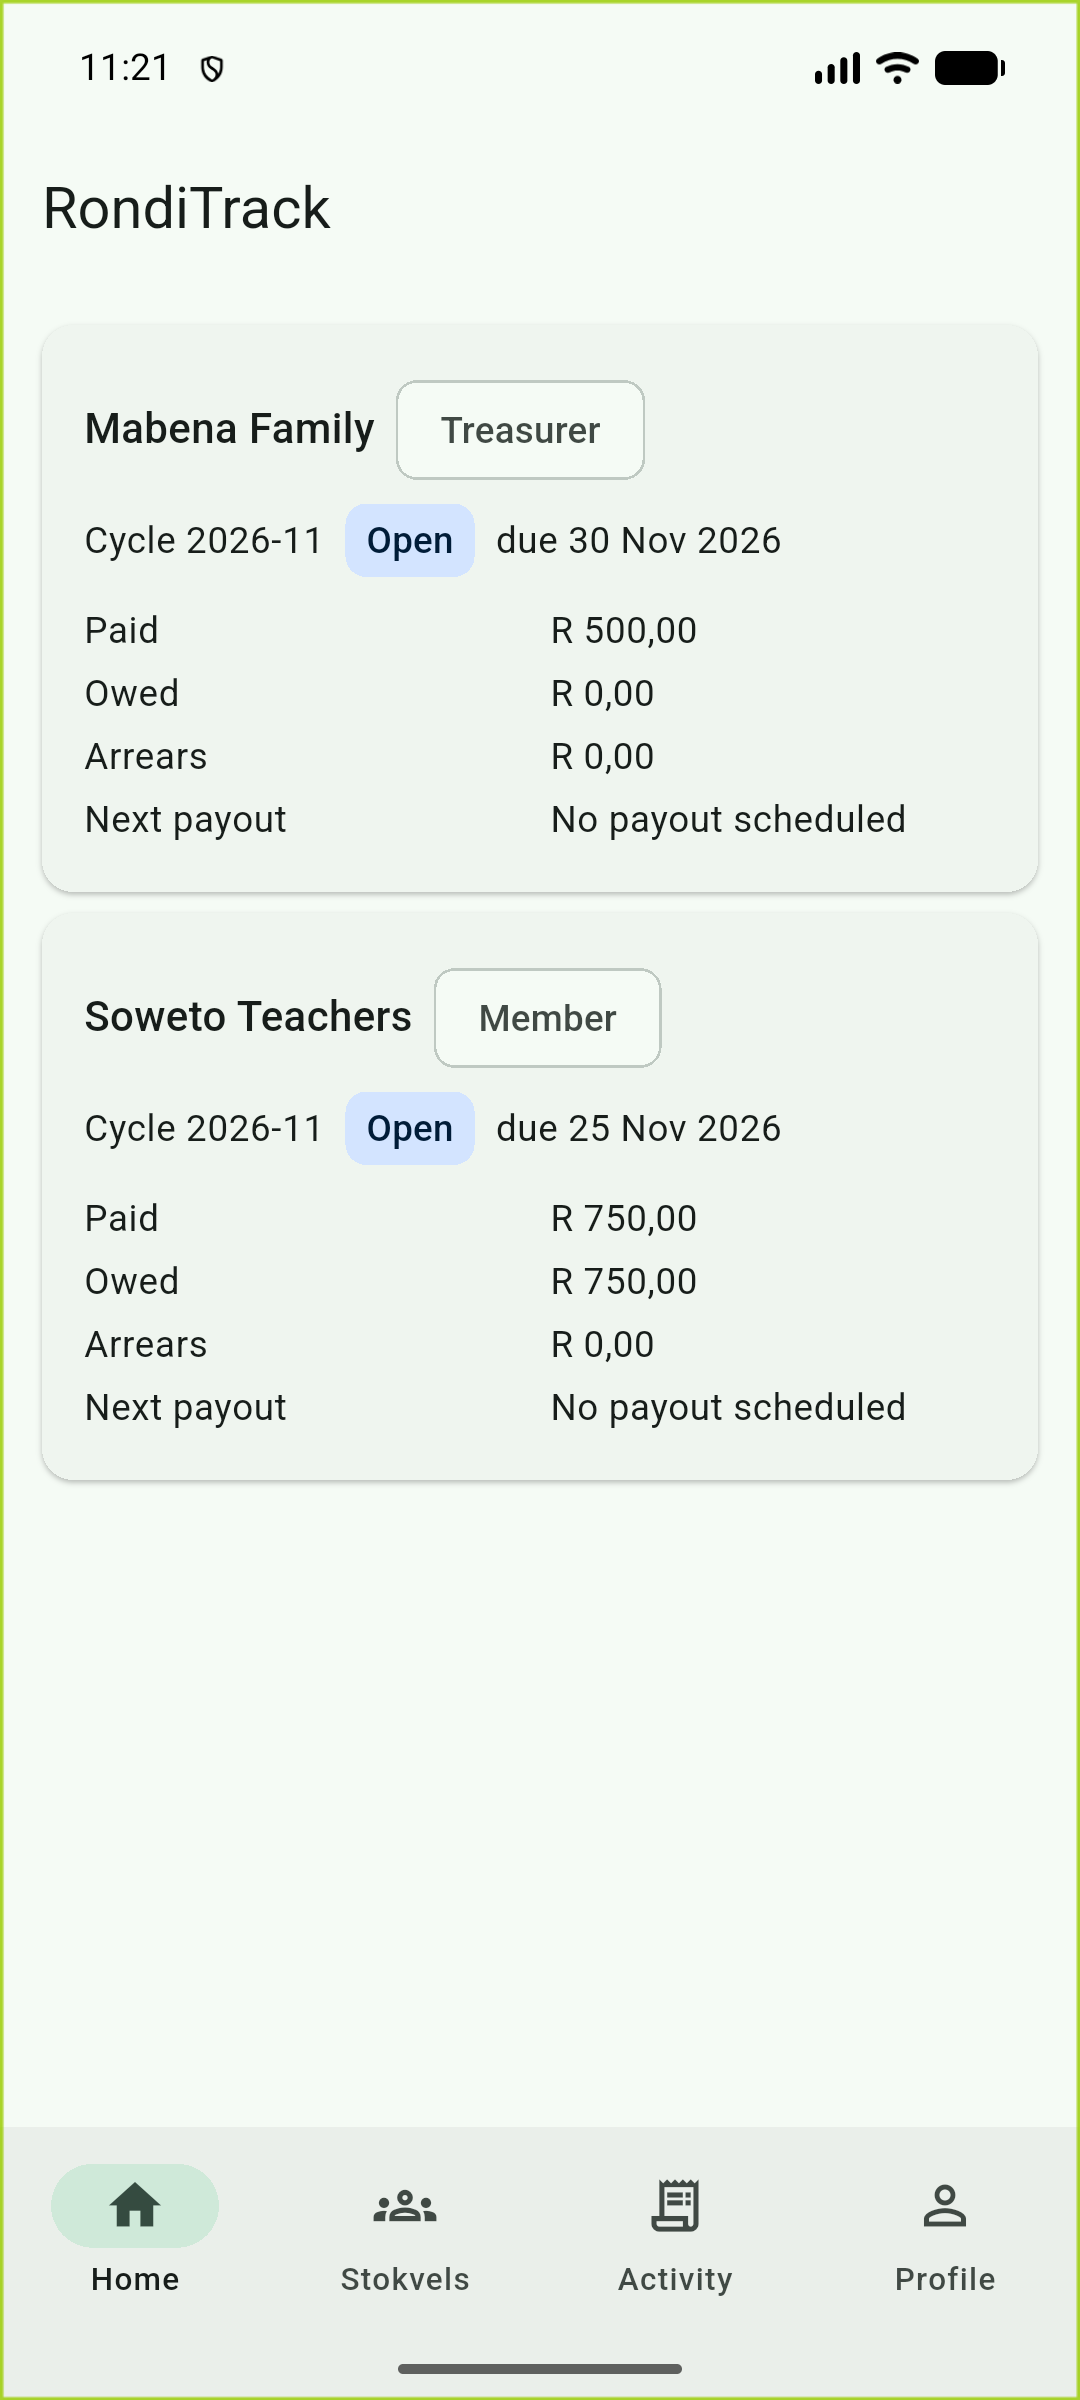 11:21
RondiTrack
Mabena Family Treasurer
Cycle 2026-11 Open due 30 Nov 2026
Paid R 500,00
Owed R 0,00
Arrears R 0,00
Next payout No payout scheduled
Soweto Teachers Member
Cycle 2026-11 Open due 25 Nov 2026
Paid R 750,00
Owed R 750,00
Arrears R 0,00
Next payout No payout scheduled
Home Stokvels Activity Profile